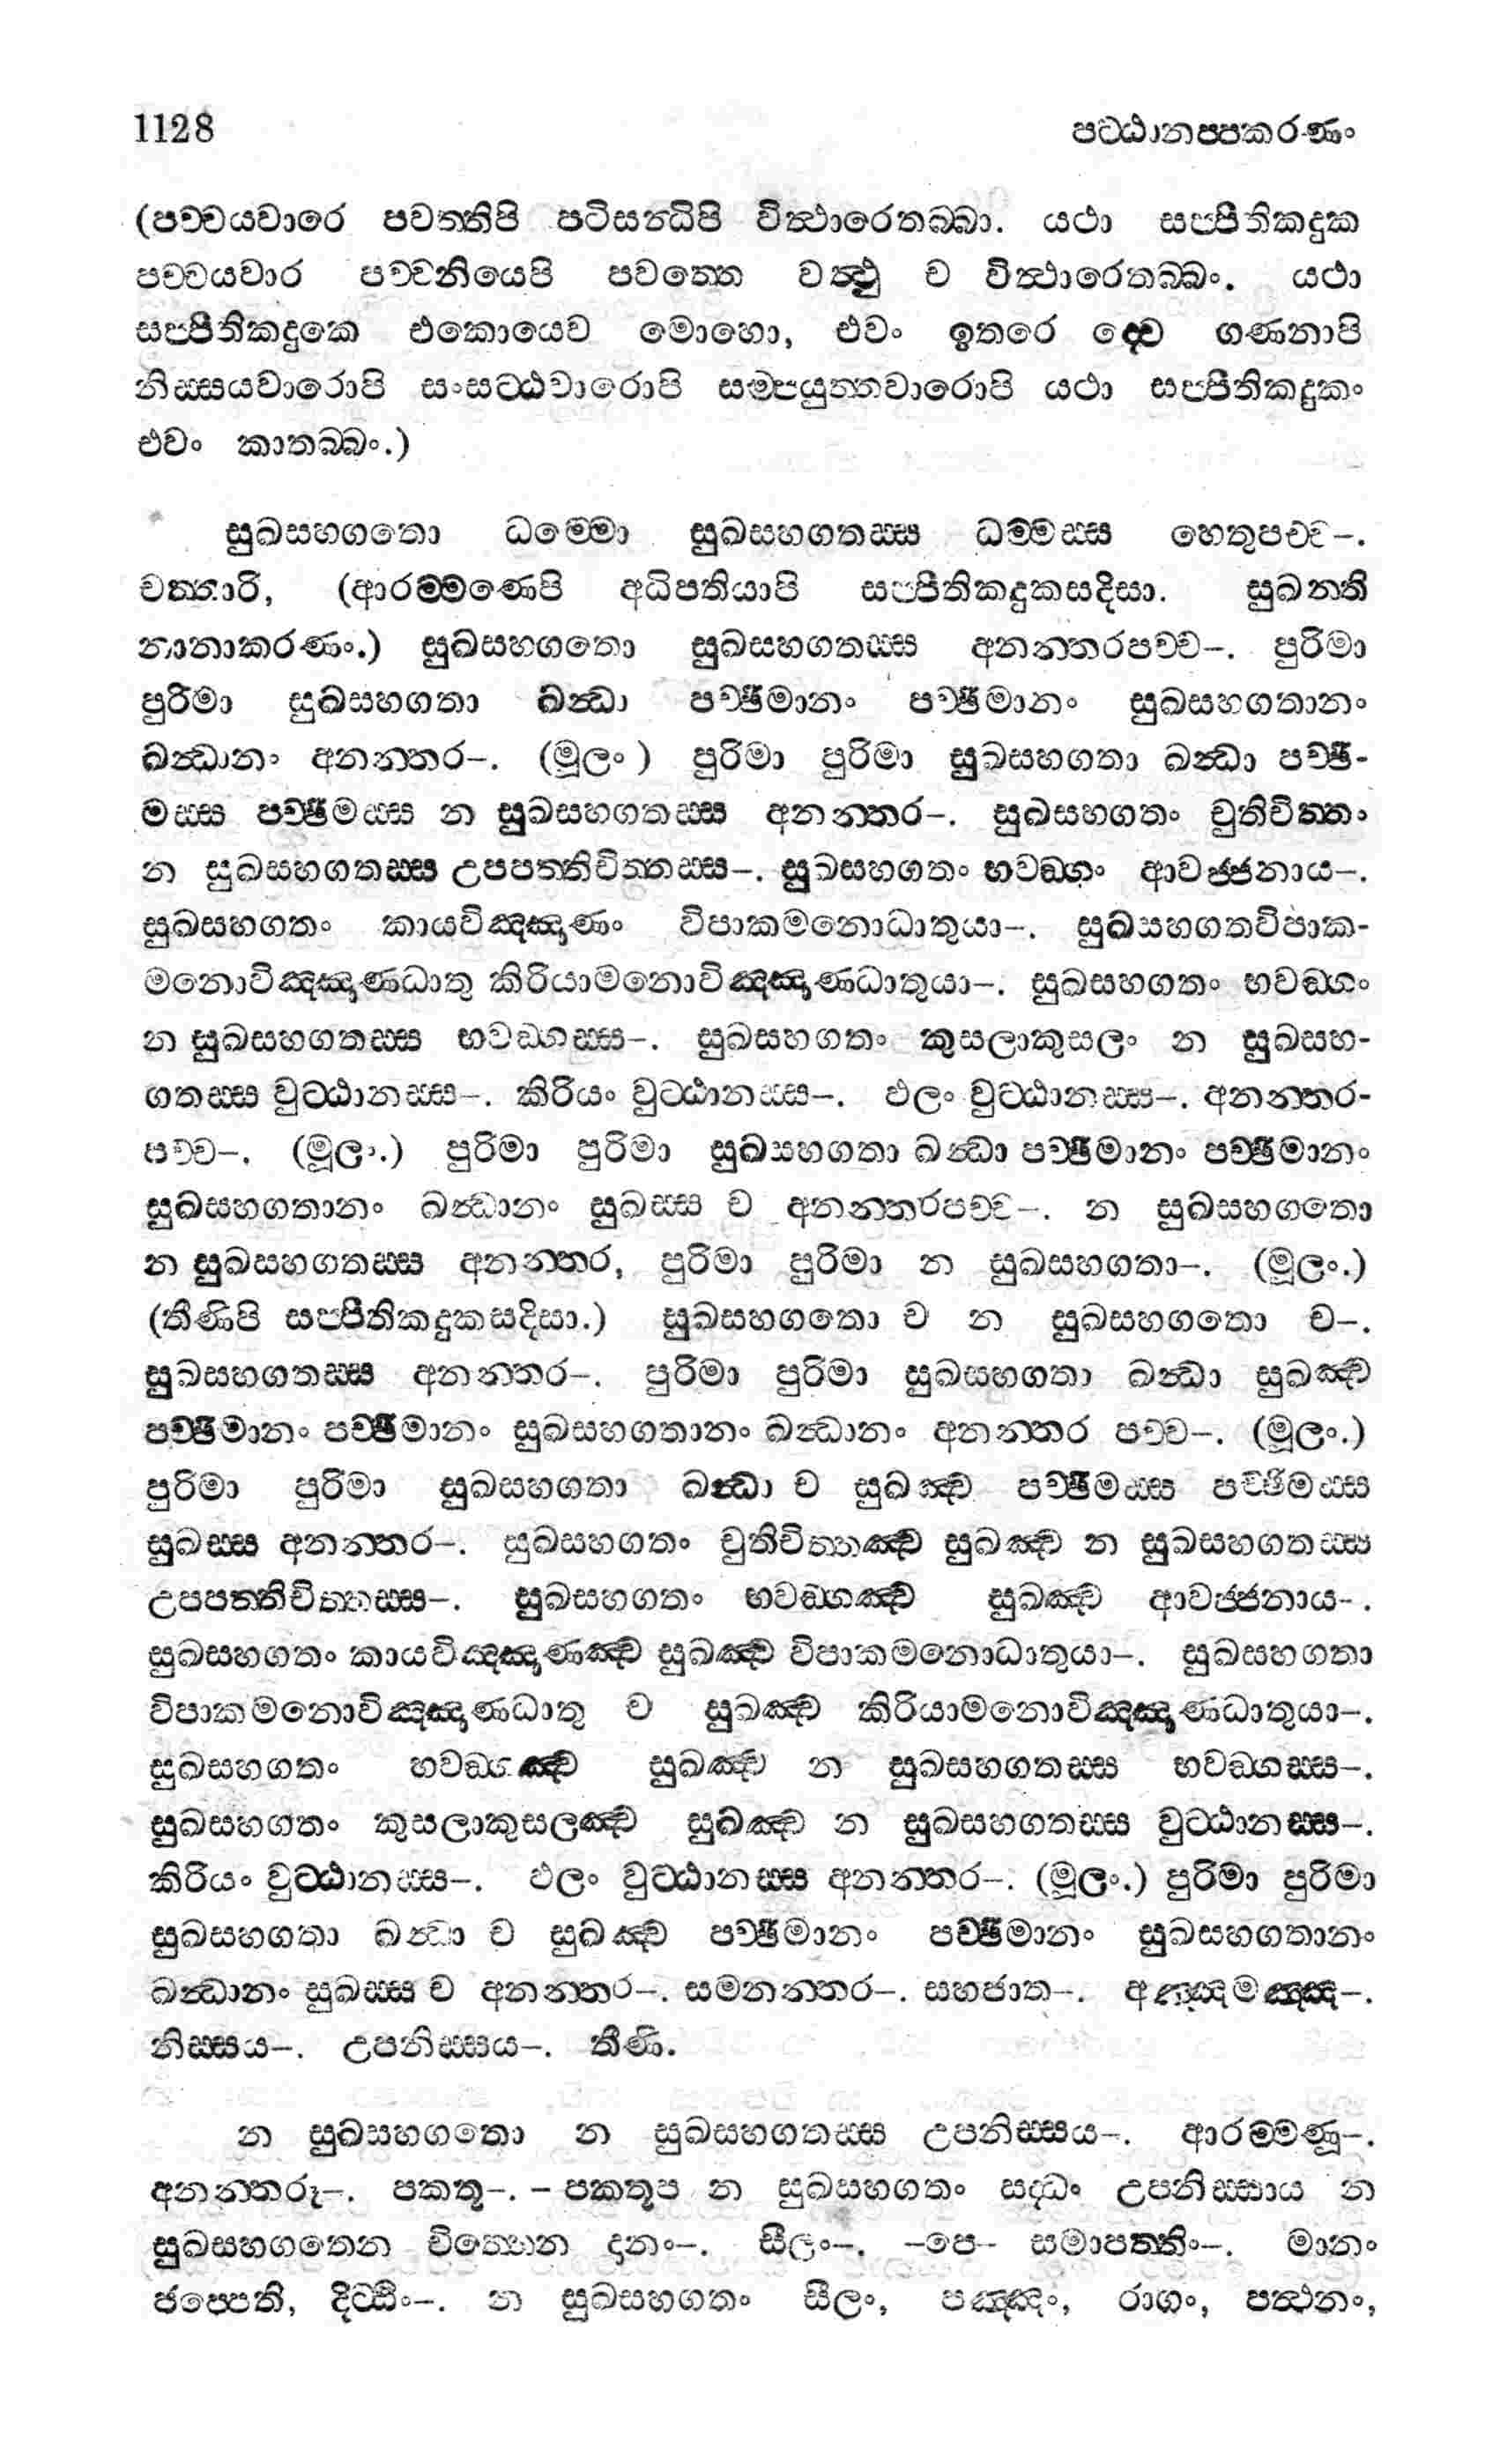 1128 පට්ඨානප්පකරණං
(පච්චයවාරෙ පවත්තිපි පටිසන්ධිපි විත්ථාරෙතබ්බා. යථා සප්පීතිකදුක
පච්චයවාර පච්චනියෙපි පවත්තෙ වත්ථු ච විත්ථාරෙතබ්බං. යථා
සප්පීතිකදුකෙ එකොයෙව මොහො, එවං ඉතරෙ ද්වෙ ගණනාපි
නිස්සයවාරොපි සංසට්ඨවාරොපි සම්පයුත්තවාරොපි යථා සප්පීතිකදුකං
එවං කාතබ්බං.)
සුඛසහගතො ධම්මො සුඛසහගතස්ස ධම්මස්ස හෙතුපච්ච–.
චත්තාරි, (ආරම්මණෙපි අධිපතියාපි සප්පීතිකදුකසදිසා. සුඛන්ති
නානාකරණං.) සුඛසහගතො සුඛසහගතස්ස අනන්තරපච්ච–. පුරිමා
පුරිමා සුඛසහගතා ඛන්ධා පච්ඡිමානං පච්ඡිමානං සුඛසහගතානං
ඛන්ධානං අනන්තර–. (මූලං) පුරිමා පුරිමා සුඛසහගතා ඛන්ධා පච්ඡි-
මස්ස පච්ඡිමස්ස න සුඛසහගතස්ස අනන්තර–. සුඛසහගතං චුතිචිත්තං
න සුඛසහගතස්ස උපපත්තිචිත්තස්ස–. සුඛසහගතං භවඞ්ගං ආවජ්ජනාය–.
සුඛසහගතං කායවිඤ්ඤාණං විපාකමනොධාතුයා–. සුඛසහගතවිපාක-
මනොවිඤ්ඤාණධාතු කිරියාමනොවිඤ්ඤාණධාතුයා–. සුඛසහගතං භවඞ්ගං
න සුඛසහගතස්ස භවඞ්ගස්ස–. සුඛසහගතං කුසලාකුසලං න සුඛසහ-
ගතස්ස වුට්ඨානස්ස–. කිරියං වුට්ඨානස්ස–. ඵලං වුට්ඨානස්ස–. අනන්තර-
පච්ච–. (මූලං.) පුරිමා පුරිමා සුඛසහගතා ඛන්ධා පච්ඡිමානං පච්ඡිමානං
සුඛසහගතානං ඛන්ධානං සුඛස්ස ච අනන්තරපච්ච–. න සුඛසහගතො
න සුඛසහගතස්ස අනන්තර, පුරිමා පුරිමා න සුඛසහගතා–. (මූලං.)
(තීණිපි සප්පීතිකදුකසදිසා.) සුඛසහගතො ච න සුඛසහගතො ච–.
සුඛසහගතස්ස අනන්තර–. පුරිමා පුරිමා සුඛසහගතා ඛන්ධා සුඛඤ්ච
පච්ඡිමානං පච්ඡිමානං සුඛසහගතානං ඛන්ධානං අනන්තර පච්ච–. (මූලං.)
පුරිමා පුරිමා සුඛසහගතා ඛන්ධා ච සුඛඤ්ච පච්ඡිමස්ස පච්ඡිමස්ස
සුඛස්ස අනන්තර–. සුඛසහගතං චුතිචිත්තඤ්ච සුඛඤ්ච න සුඛසහගතස්ස
උපපත්තිචිත්තස්ස–. සුඛසහගතං භවඞ්ගඤ්ච සුඛඤ්ච ආවජ්ජනාය–.
සුඛසහගතං කායවිඤ්ඤාණඤ්ච සුඛඤ්ච විපාකමනොධාතුයා–. සුඛසහගතා
විපාකමනොවිඤ්ඤාණධාතු ච සුඛඤ්ච කිරියාමනොවිඤ්ඤාණධාතුයා–.
සුඛසහගතං භවඞ්ගඤ්ච සුඛඤ්ච න සුඛසහගතස්ස භවඞ්ගස්ස–.
සුඛසහගතං කුසලාකුසලඤ්ච සුඛඤ්ච න සුඛසහගතස්ස වුට්ඨානස්ස–.
කිරියං වුට්ඨානස්ස–. ඵලං වුට්ඨානස්ස අනන්තර–. (මූලං.) පුරිමා පුරිමා
සුඛසහගතා ඛන්ධා ච සුඛඤ්ච පච්ඡිමානං පච්ඡිමානං සුඛසහගතානං
ඛන්ධානං සුඛස්ස ච අනන්තර–. සමනන්තර–. සහජාත–. අඤ්ඤමඤ්ඤ–.
නිස්සය–. උපනිස්සය–. තීණි.
න සුඛසහගතො න සුඛසහගතස්ස උපනිස්සය–. ආරම්මණූ–.
අනන්තරූ–. පකතූ–. – පකතූප න සුඛසහගතං සද්ධං උපනිස්සාය න
සුඛසහගතෙන චිත්තෙන දානං–. සීලං–. –පෙ– සමාපත්තිං–. මානං
ජප්පෙති, දිට්ඨිං–. න සුඛසහගතං සීලං, පඤ්ඤං, රාගං, පත්ථනං,